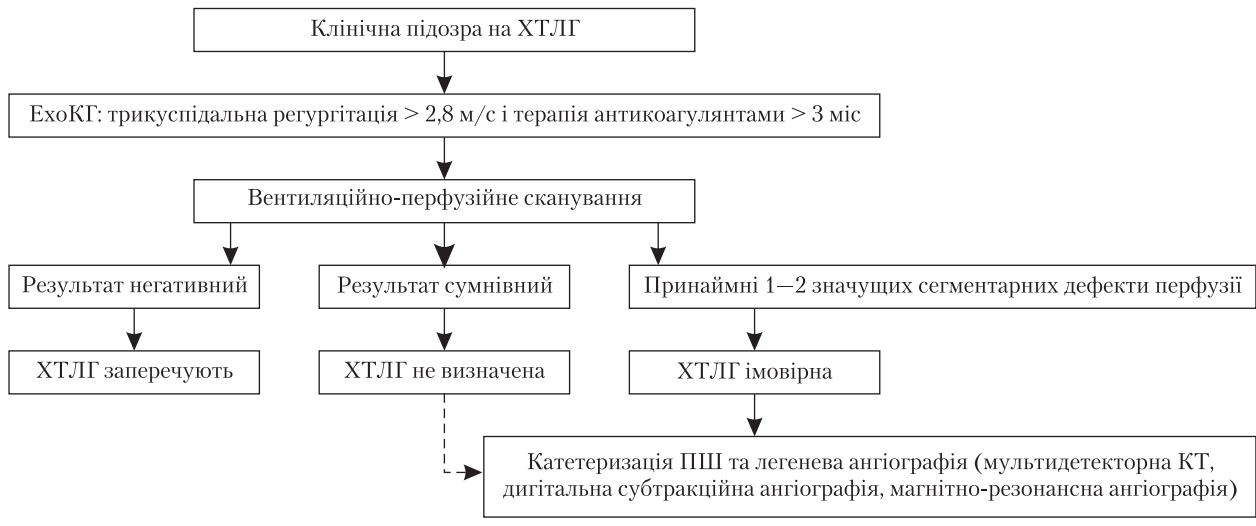 Клінічна підозра на ХТЛГ
ЕхоКГ: трикуспідальна регургітація > 2,8 м/с і терапія антикоагулянтами > 3 міс
Вентиляційно-перфузійне сканування
Результат негативний
Результат сумнівний
Принаймні 1—2 значущих сегментарних дефекти перфузії
ХТЛГ заперечують
ХТЛГ не визначена
ХТЛГ імовірна
Катетеризація ПШ та легенева ангіографія (мультидетекторна КТ,
дигітальна субтракційна ангіографія, магнітно-резонансна ангіографія)